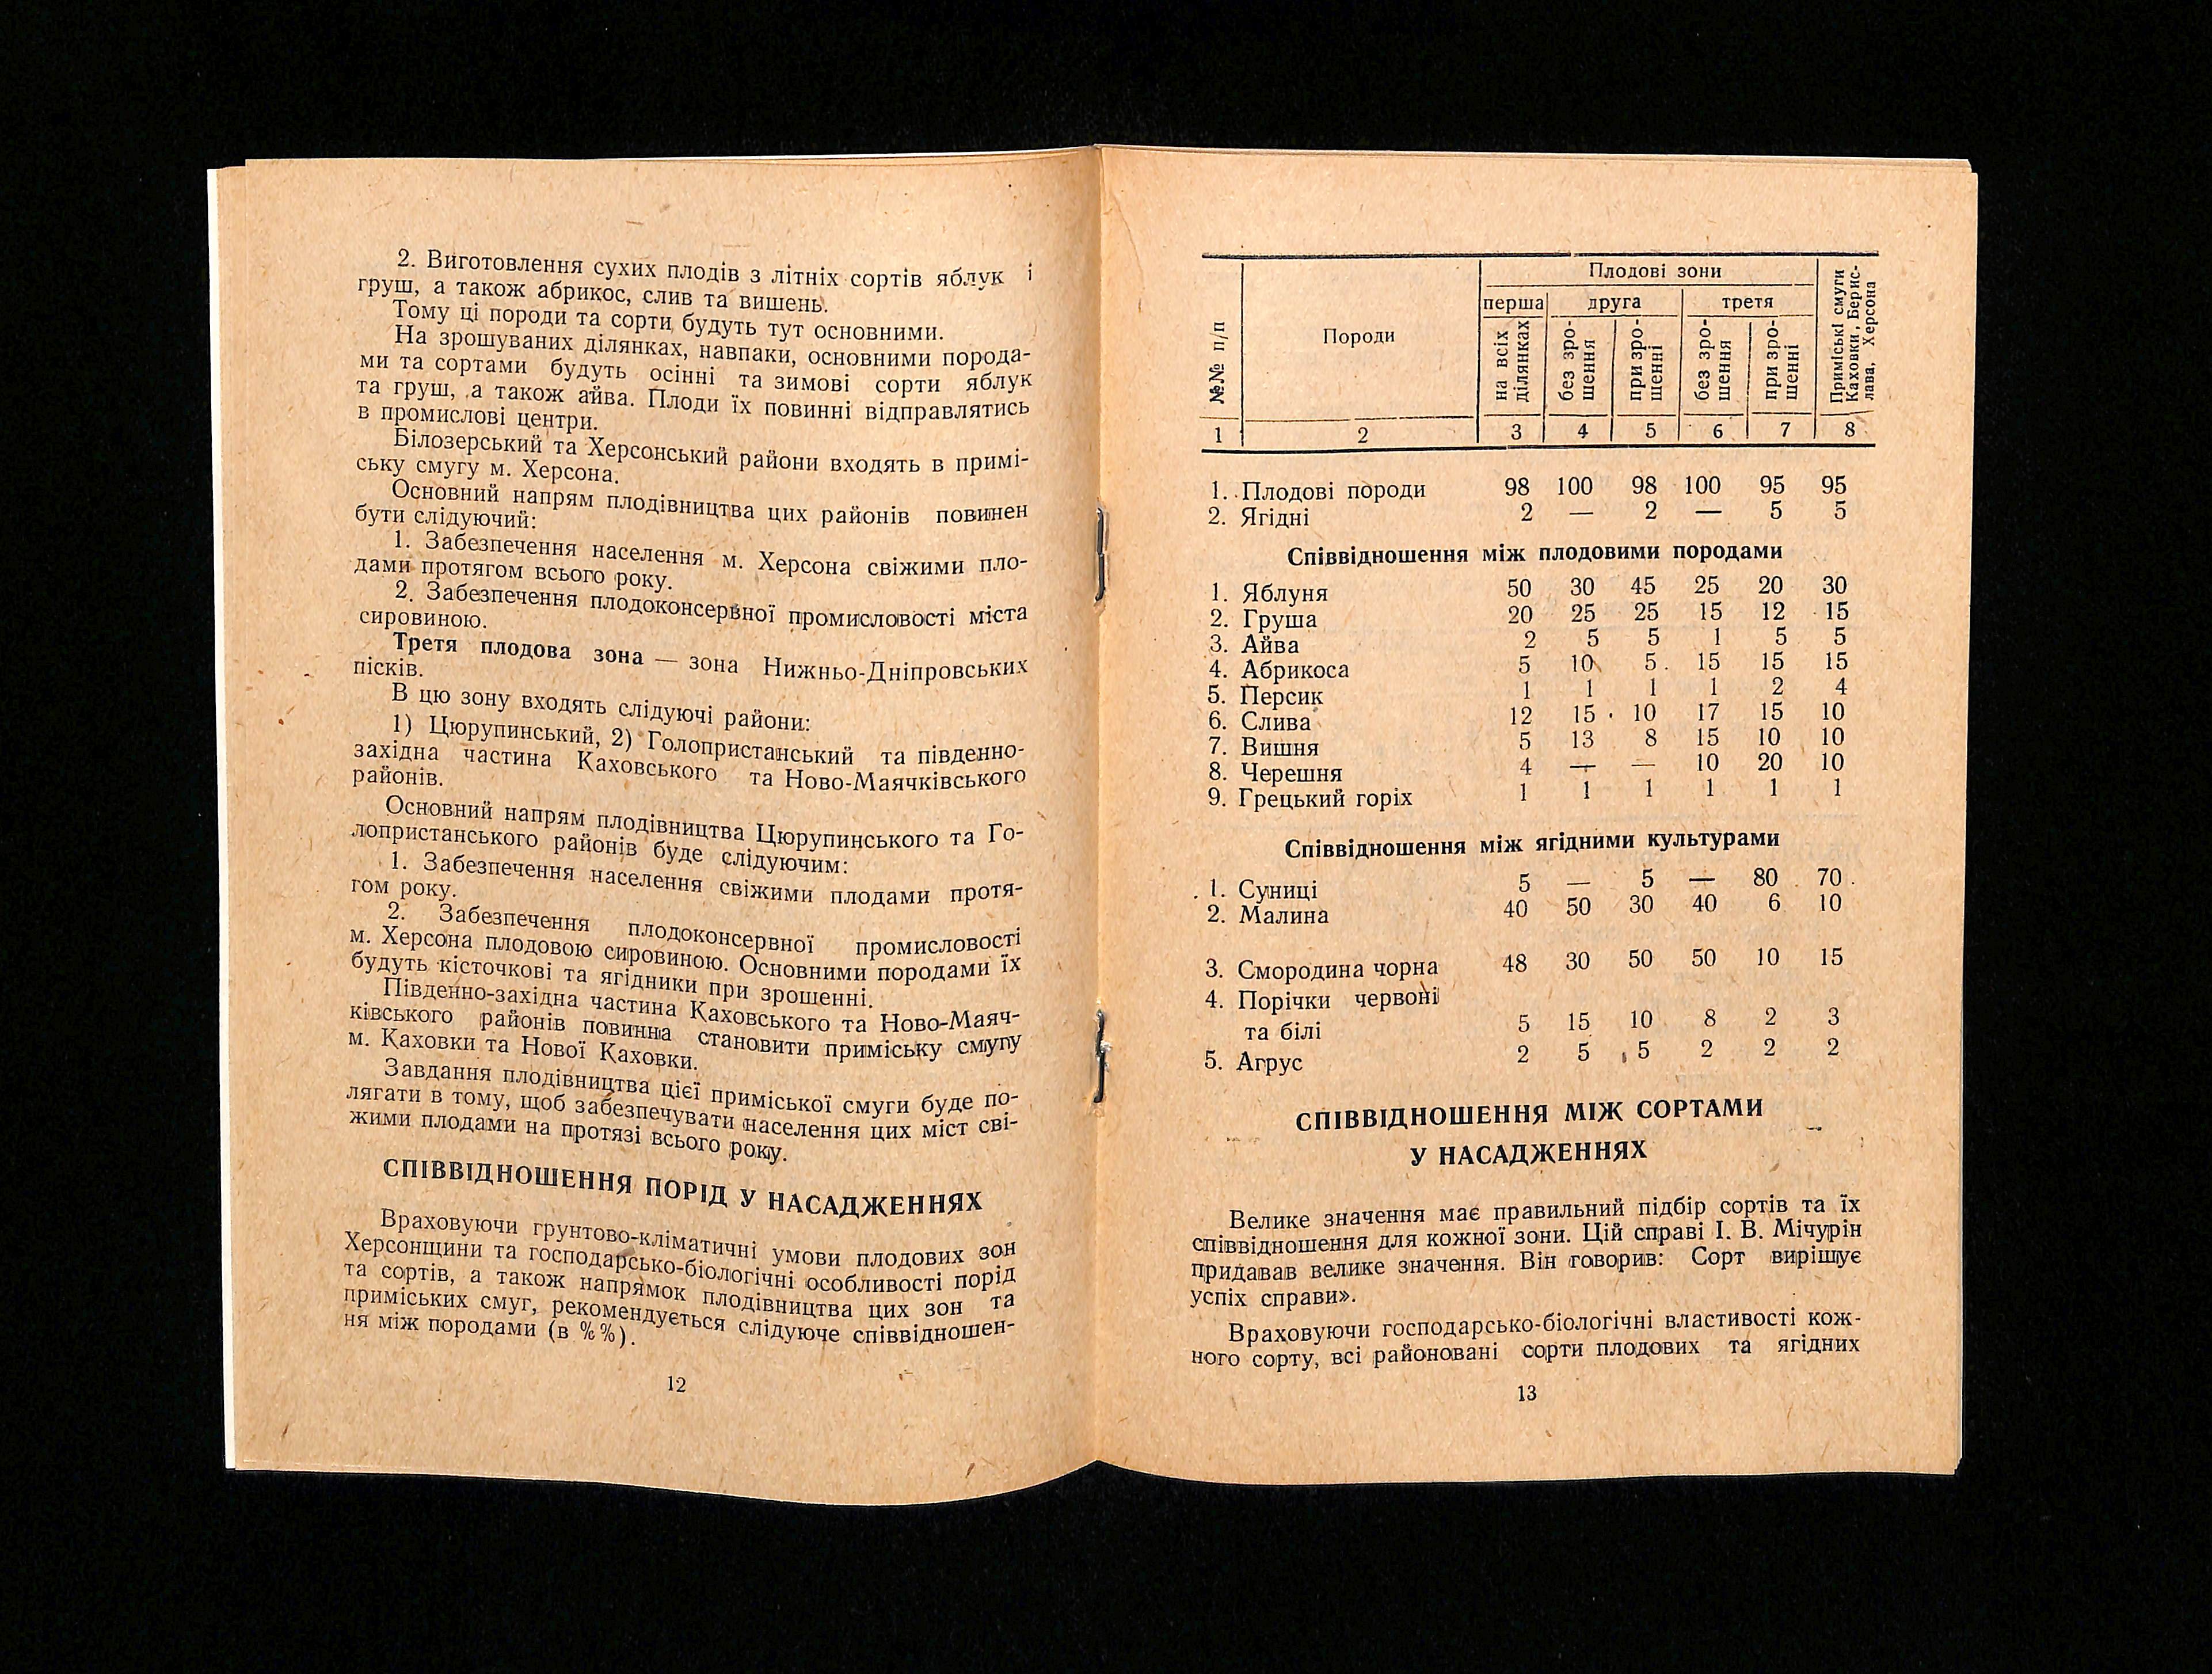 2. Виготовлення сухих плодів з літніх сортів яблук і
груш, а також абрикос, слив та вишень.
Тому ці породи та сорти будуть тут основними.
На зрошуваних ділянках, навпаки, основними порода-
ми та сортами будуть осінні та зимові сорти яблук
та груш, а також айва. Плоди їх повинні відправлятись
в промислові центри.
Білозерський та Херсонський райони входять в примі-
ську смугу м. Херсона.
Основний напрям плодівництва цих районів повинен
бути слідуючий:
1. Забезпечення населення м. Херсона свіжими пло-
дами протягом всього року.
2. Забезпечення плодоконсервної промисловості міста
сировиною.
Третя плодова зона — зона Нижньо-Дніпровських
пісків.
В цю зону входять слідуючі райони:
1) Цюрупинський, 2) Голопристанський та південно-
західна частина Каховського та Ново-Маячківського
районів.
Основний напрям плодівництва Цюрупинського та Го-
лопристанського районів буде слідуючим:
1. Забезпечення населення свіжими плодами протя-
гом року.
2. Забезпечення плодоконсервної промисловості
м. Херсона плодовою сировиною. Основними породами їх
будуть кісточкові та ягідники при зрошенні.
Південно-західна частина Каховського та Ново-Маяч-
ківського районів повинна становити приміську смугу
м. Каховки та Нової Каховки.
Завдання плодівництва цієї приміської смуги буде по-
лягати в тому, щоб забезпечувати населення цих міст сві-
жими плодами на протязі всього року.
СПІВВІДНОШЕННЯ ПОРІД У НАСАДЖЕННЯХ
Враховуючи грунтово-кліматичні умови плодових зон
Херсонщини та господарсько-біологічні особливості порід
та сортів, а також напрямок плодівництва цих зон та
приміських смуг, рекомендується слідуюче співвідношен-
ня між породами (в %%).
12
№№ п/п
Породи
Плодові зони
перша
друга
третя
на всіх
ділянках
без зро-
шення
при зро-
шенні
без зро-
шення
при зро-
шенні
Приміські смуги
Каховки, Берис-
лава, Херсона
1 2 3 4 5 6 7 8
1. Плодові породи 98 100 98 100 95 95
2. Ягідні 2 — 2 — 5 5
Співвідношення між плодовими породами
1. Яблуня 50 30 45 25 20 30
2. Груша 20 25 25 15 12 15
3. Айва 2 5 5 1 5 5
4. Абрикоса 5 10 5 15 15 15
5. Персик 1 1 1 1 2 4
6. Слива 12 15 10 17 15 10
7. Вишня 5 13 8 15 10 10
8. Черешня 4 — — 10 20 10
9. Грецький горіх 1 1 1 1 1 1
Співвідношення між ягідними культурами
1. Суниці 5 — 5 — 80 70
2. Малина 40 50 30 40 6 10
3. Смородина чорна 48 30 50 50 10 15
4. Порічки червоні
та білі 5 15 10 8 2 3
5. Агрус 2 5 5 2 2 2
СПІВВІДНОШЕННЯ МІЖ СОРТАМИ
У НАСАДЖЕННЯХ
Велике значення має правильний підбір сортів та їх
співвідношення для кожної зони. Цій справі І. В. Мічурін
придавав велике значення. Він говорив: Сорт вирішує
успіх справи».
Враховуючи господарсько-біологічні властивості кож-
ного сорту, всі районовані сорти плодових та ягідних
13